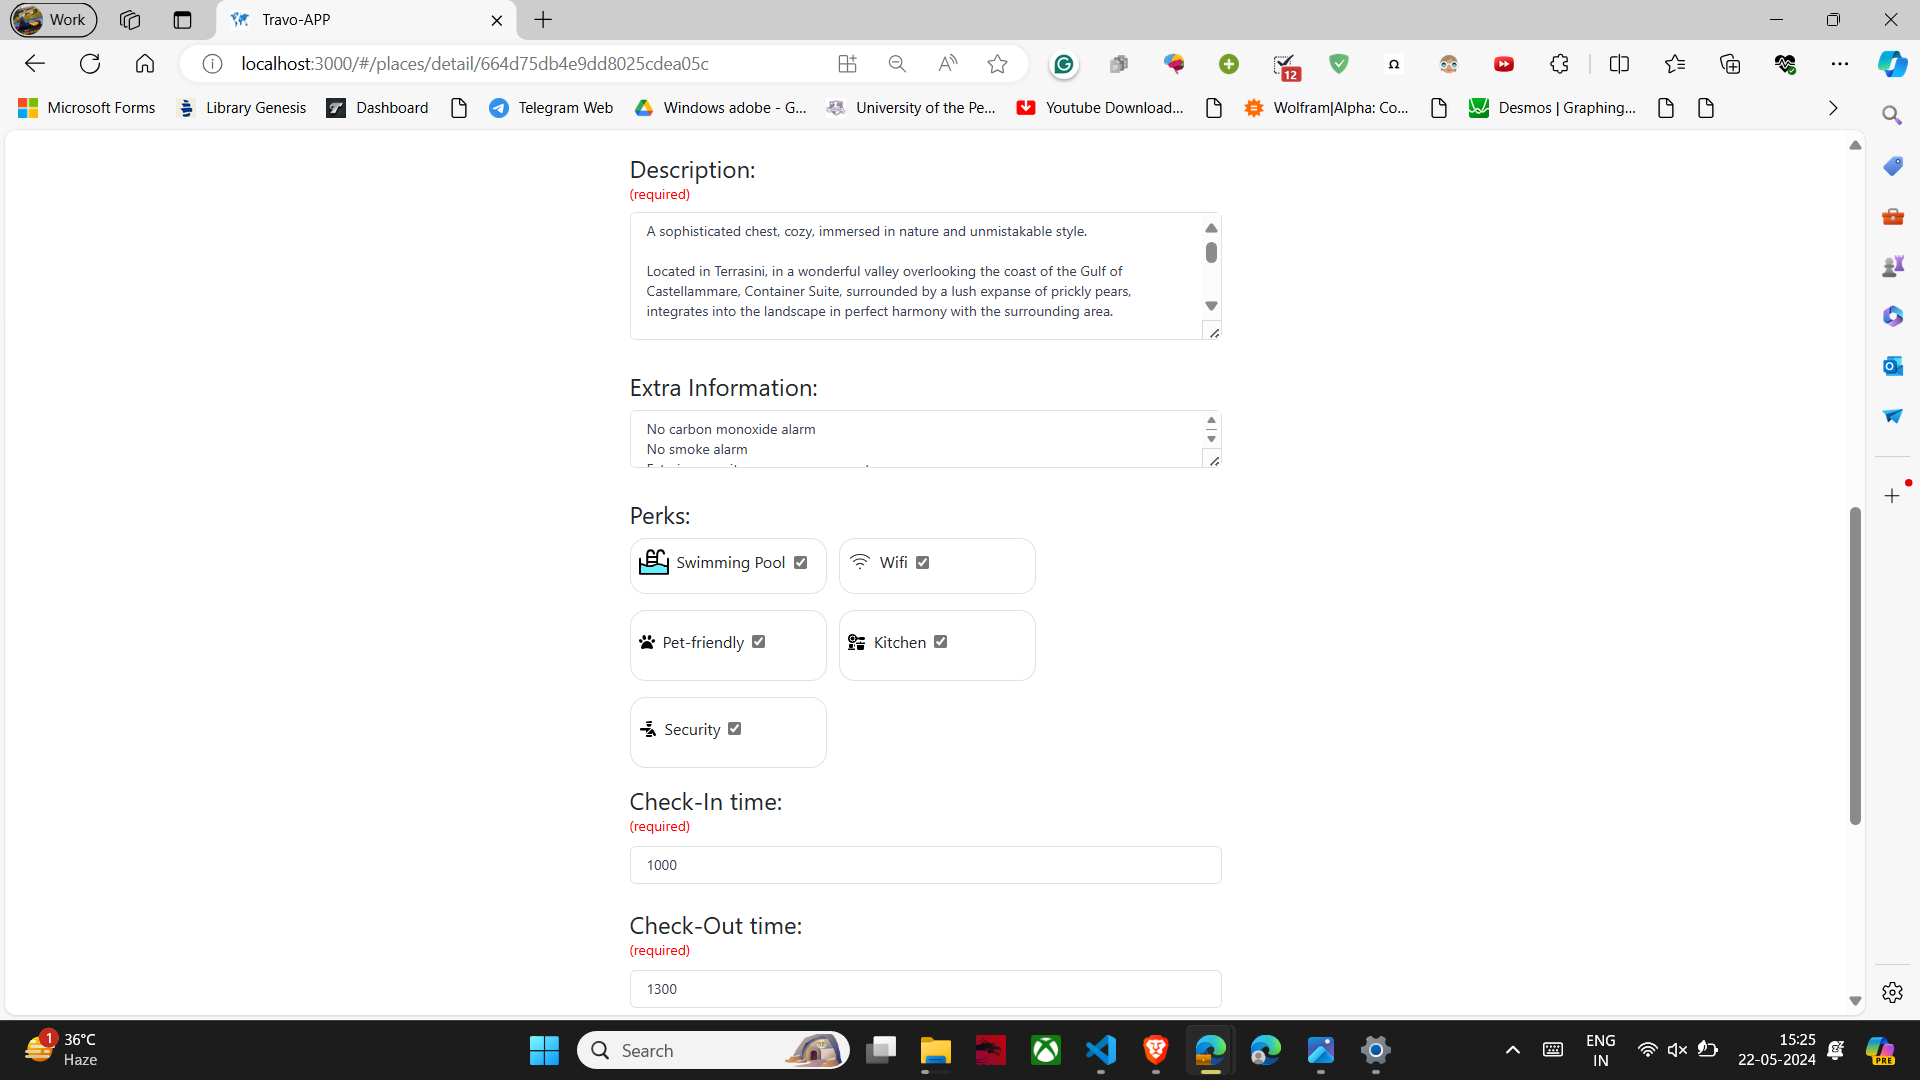 Work
Travo-APP
localhost:3000/#/places/detail/664d75db4e9dd8025cdea05c
12
Microsoft Forms
Library Genesis
Dashboard
Telegram Web
Windows adobe - G...
University of the Pe...
Youtube Download...
Wolfram|Alpha: Co...
Desmos | Graphing...
Description:
(required)
A sophisticated chest, cozy, immersed in nature and unmistakable style.
Located in Terrasini, in a wonderful valley overlooking the coast of the Gulf of
Castellammare, Container Suite, surrounded by a lush expanse of prickly pears,
integrates into the landscape in perfect harmony with the surrounding area.
Extra Information:
No carbon monoxide alarm
No smoke alarm
Perks:
Swimming Pool
Wifi
Pet-friendly
Kitchen
Security
Check-In time:
(required)
1000
Check-Out time:
(required)
1300
1
36°C
Haze
Search
ENG
IN
15:25
22-05-2024
PRE